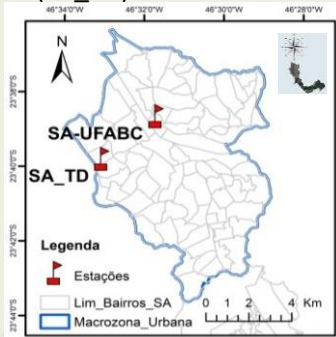 46°34'0"W 46°32'0"W 46°30'0"W 46°28'0"W
N
23°38'0"S
SA-UFABC
23°40'0"S
SA_TD
23°42'0"S
Legenda
Estações
Lim_Bairros_SA
0 1 2 4 Km
Macrozona_Urbana
23°44'0"S